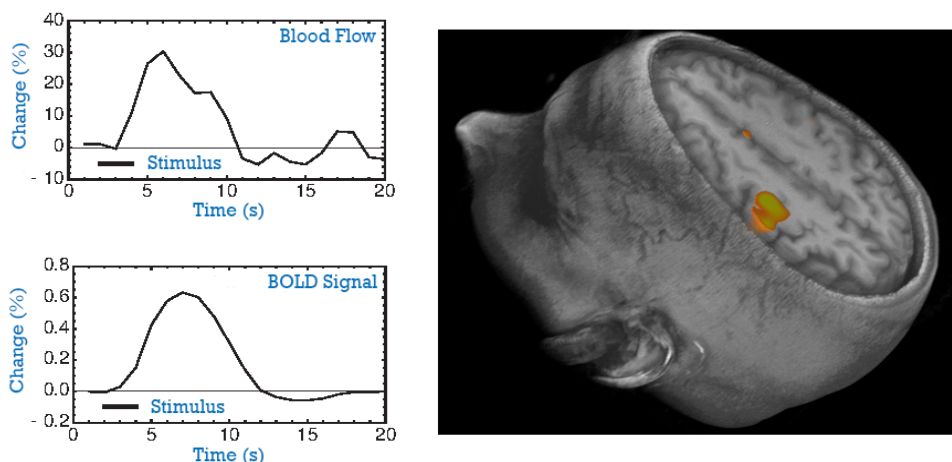 Blood Flow
Change (%)
40
30
20
10
0
- 10
Stimulus
0 5 10 15 20
Time (s)
BOLD Signal
Change (%)
0.8
0.6
0.4
0.2
0.0
- 0.2
Stimulus
0 5 10 15 20
Time (s)